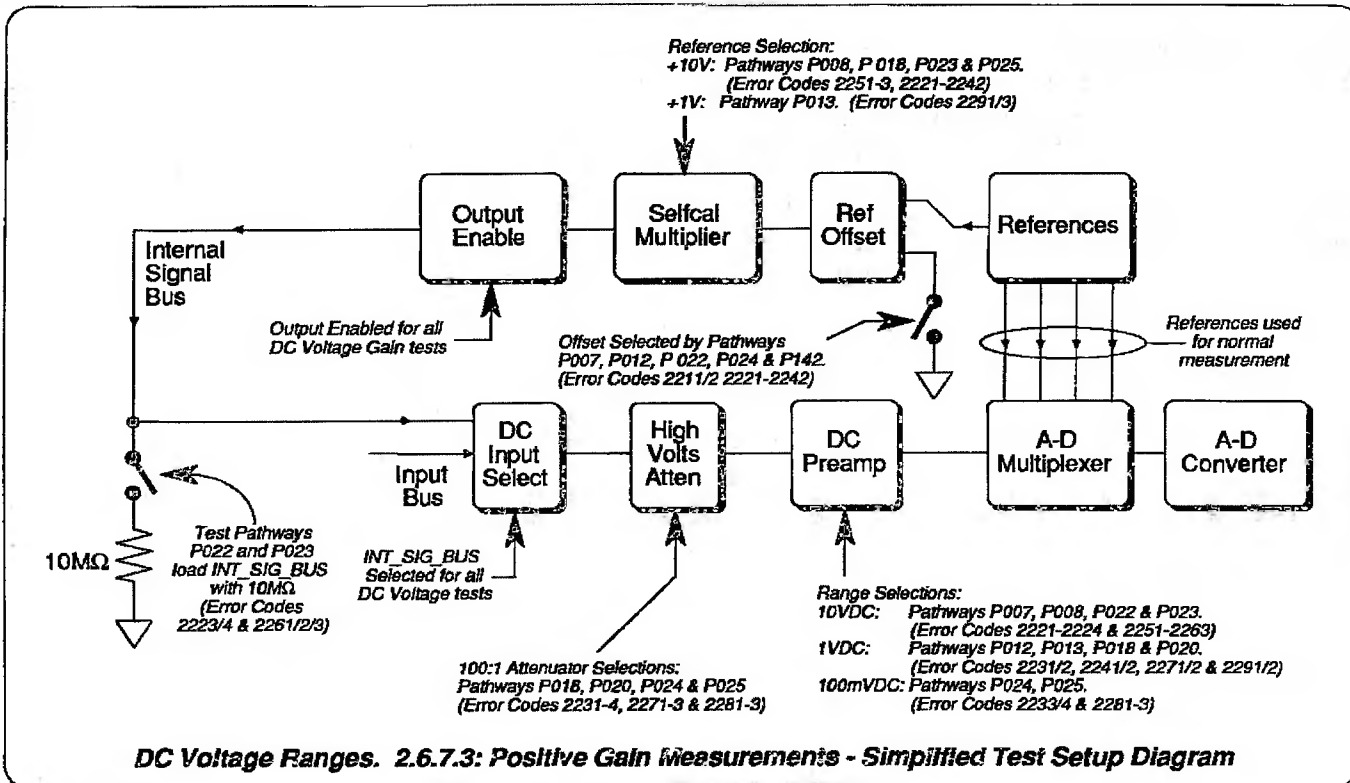 Reference Selection:
+10V: Pathways P008, P 018, P023 & P025.
(Error Codes 2251-3, 2221-2242)
+1V: Pathway P013. (Error Codes 2291/3)
Output
Enable
Selfcal
Multiplier
Ref
Offset
References
Internal
Signal
Bus
Output Enabled for all
DC Voltage Gain tests
Offset Selected by Pathways
P007, P012, P 022, P024 & P142.
(Error Codes 2211/2 2221-2242)
References used
for normal
measurement
DC
Input
Select
High
Volts
Atten
DC
Preamp
A-D
Multiplexer
A-D
Converter
Input
Bus
10MΩ
Test Pathways
P022 and P023
load INT_SIG_BUS
with 10MΩ
(Error Codes
2223/4 & 2261/2/3)
INT_SIG_BUS
Selected for all
DC Voltage tests
100:1 Attenuator Selections:
Pathways P018, P020, P024 & P025
(Error Codes 2231-4, 2271-3 & 2281-3)
Range Selections:
10VDC: Pathways P007, P008, P022 & P023.
(Error Codes 2221-2224 & 2251-2263)
1VDC: Pathways P012, P013, P018 & P020.
(Error Codes 2231/2, 2241/2, 2271/2 & 2291/2)
100mVDC: Pathways P024, P025.
(Error Codes 2233/4 & 2281-3)
DC Voltage Ranges. 2.6.7.3: Positive Gain Measurements - Simplified Test Setup Diagram